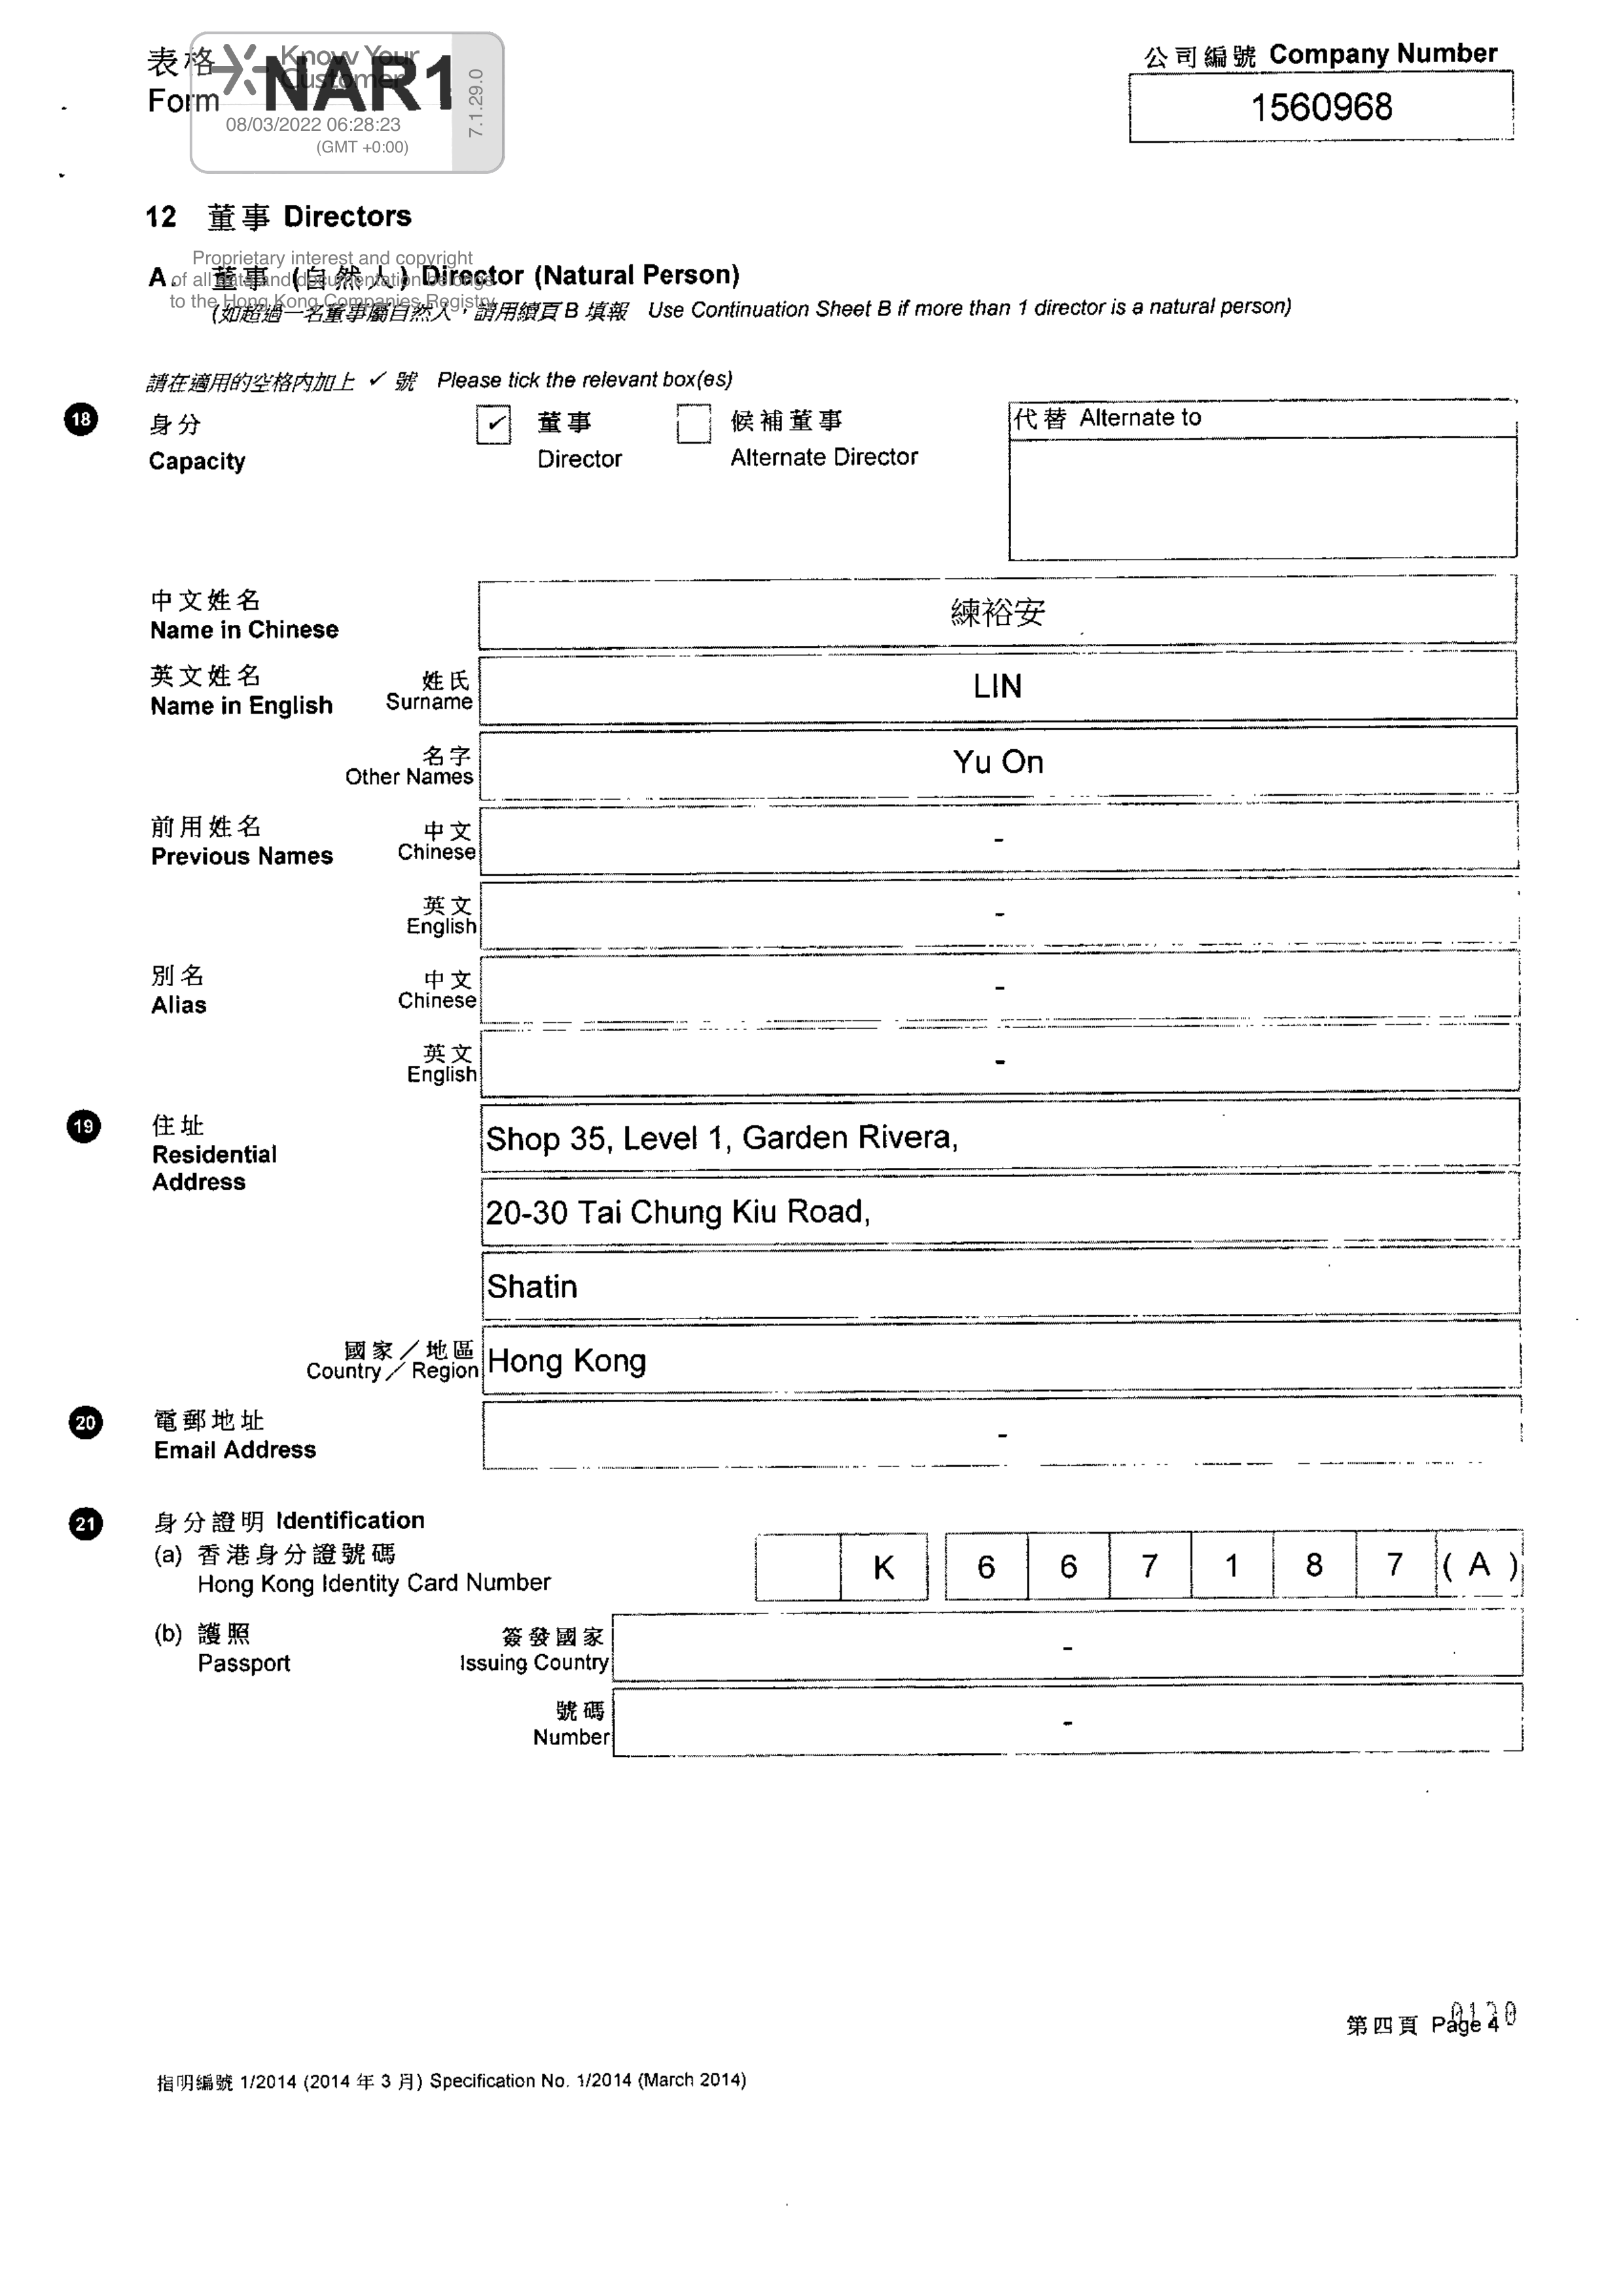 表格
Form NAR1
Know Your
Customer
08/03/2022 06:28:23
(GMT +0:00)
7.1.29.0
公司編號 Company Number
1560968
12 董事 Directors
Proprietary interest and copyright
of all data and documentation belongs
to the Hong Kong Companies Registry
A. 董事 (自然人) Director (Natural Person)
(如超過一名董事屬自然人，請用續頁 B 填報 Use Continuation Sheet B if more than 1 director is a natural person)
請在適用的空格內加上 ✓ 號 Please tick the relevant box(es)
18 身分
Capacity
✓ 董事
Director
候補董事
Alternate Director
代替 Alternate to
中文姓名
Name in Chinese
練裕安
英文姓名
Name in English
姓氏
Surname
LIN
名字
Other Names
Yu On
前用姓名
Previous Names
中文
Chinese
-
英文
English
-
別名
Alias
中文
Chinese
-
英文
English
-
19 住址
Residential
Address
Shop 35, Level 1, Garden Rivera,
20-30 Tai Chung Kiu Road,
Shatin
國家／地區
Country／Region
Hong Kong
20 電郵地址
Email Address
-
21 身分證明 Identification
(a) 香港身分證號碼
Hong Kong Identity Card Number
K 6 6 7 1 8 7 ( A )
(b) 護照
Passport
簽發國家
Issuing Country
-
號碼
Number
-
第四頁 Page 4
指明編號 1/2014 (2014 年 3 月) Specification No. 1/2014 (March 2014)